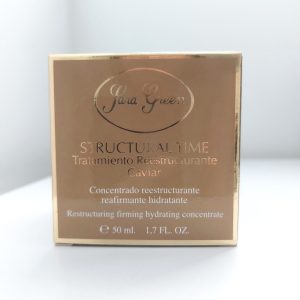 Sara Green
STRUCTURAL TIME
Tratamiento Reestructurante
Caviar
Concentrado reestructurante
reafirmante hidratante
Restructuring firming hydrating concentrate
℮ 50 ml. 1,7 FL. OZ.